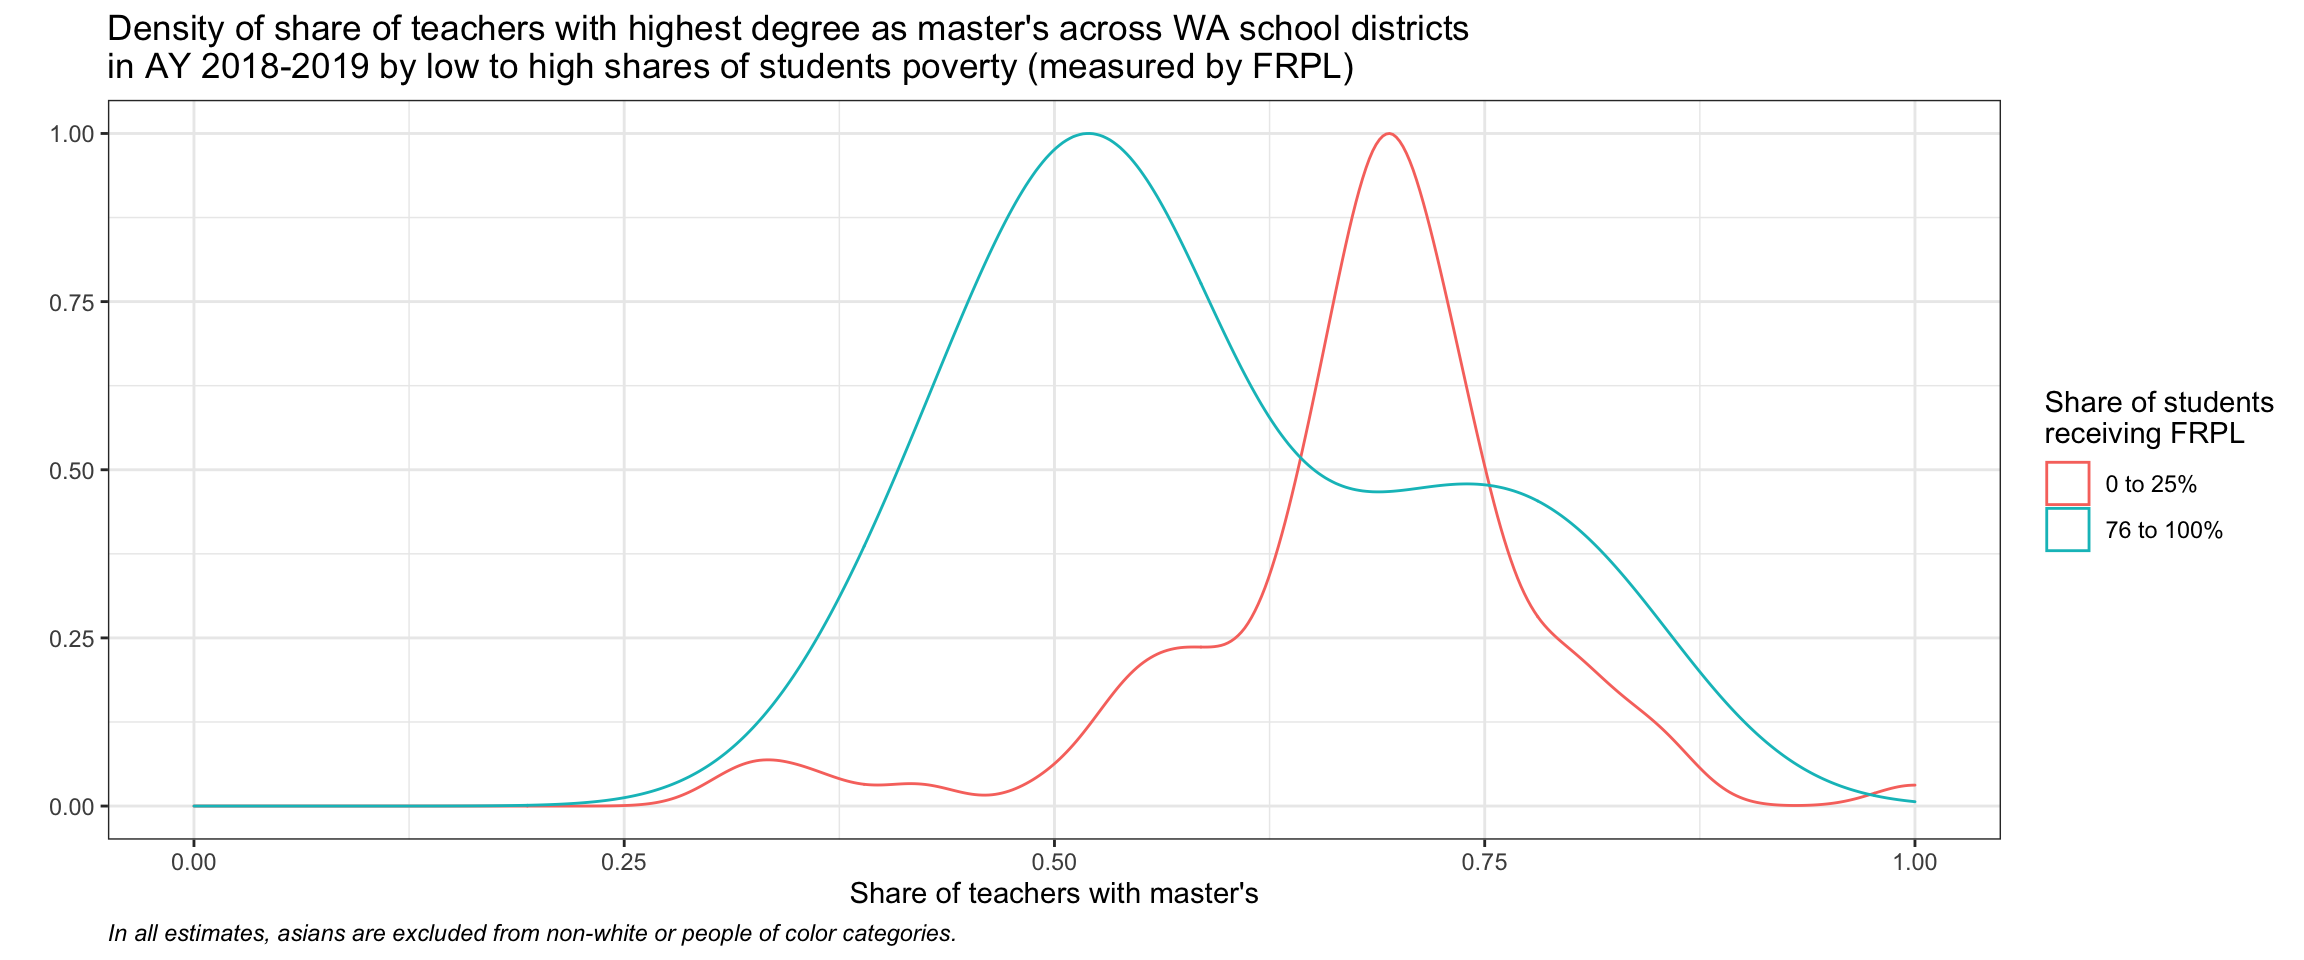 Density of share of teachers with highest degree as master's across WA school districts
in AY 2018-2019 by low to high shares of students poverty (measured by FRPL)
1.00
0.75
0.50
0.25
0.00
0.00
0.25
0.50
0.75
1.00
Share of teachers with master's
In all estimates, asians are excluded from non-white or people of color categories.
Share of students
receiving FRPL
0 to 25%
76 to 100%